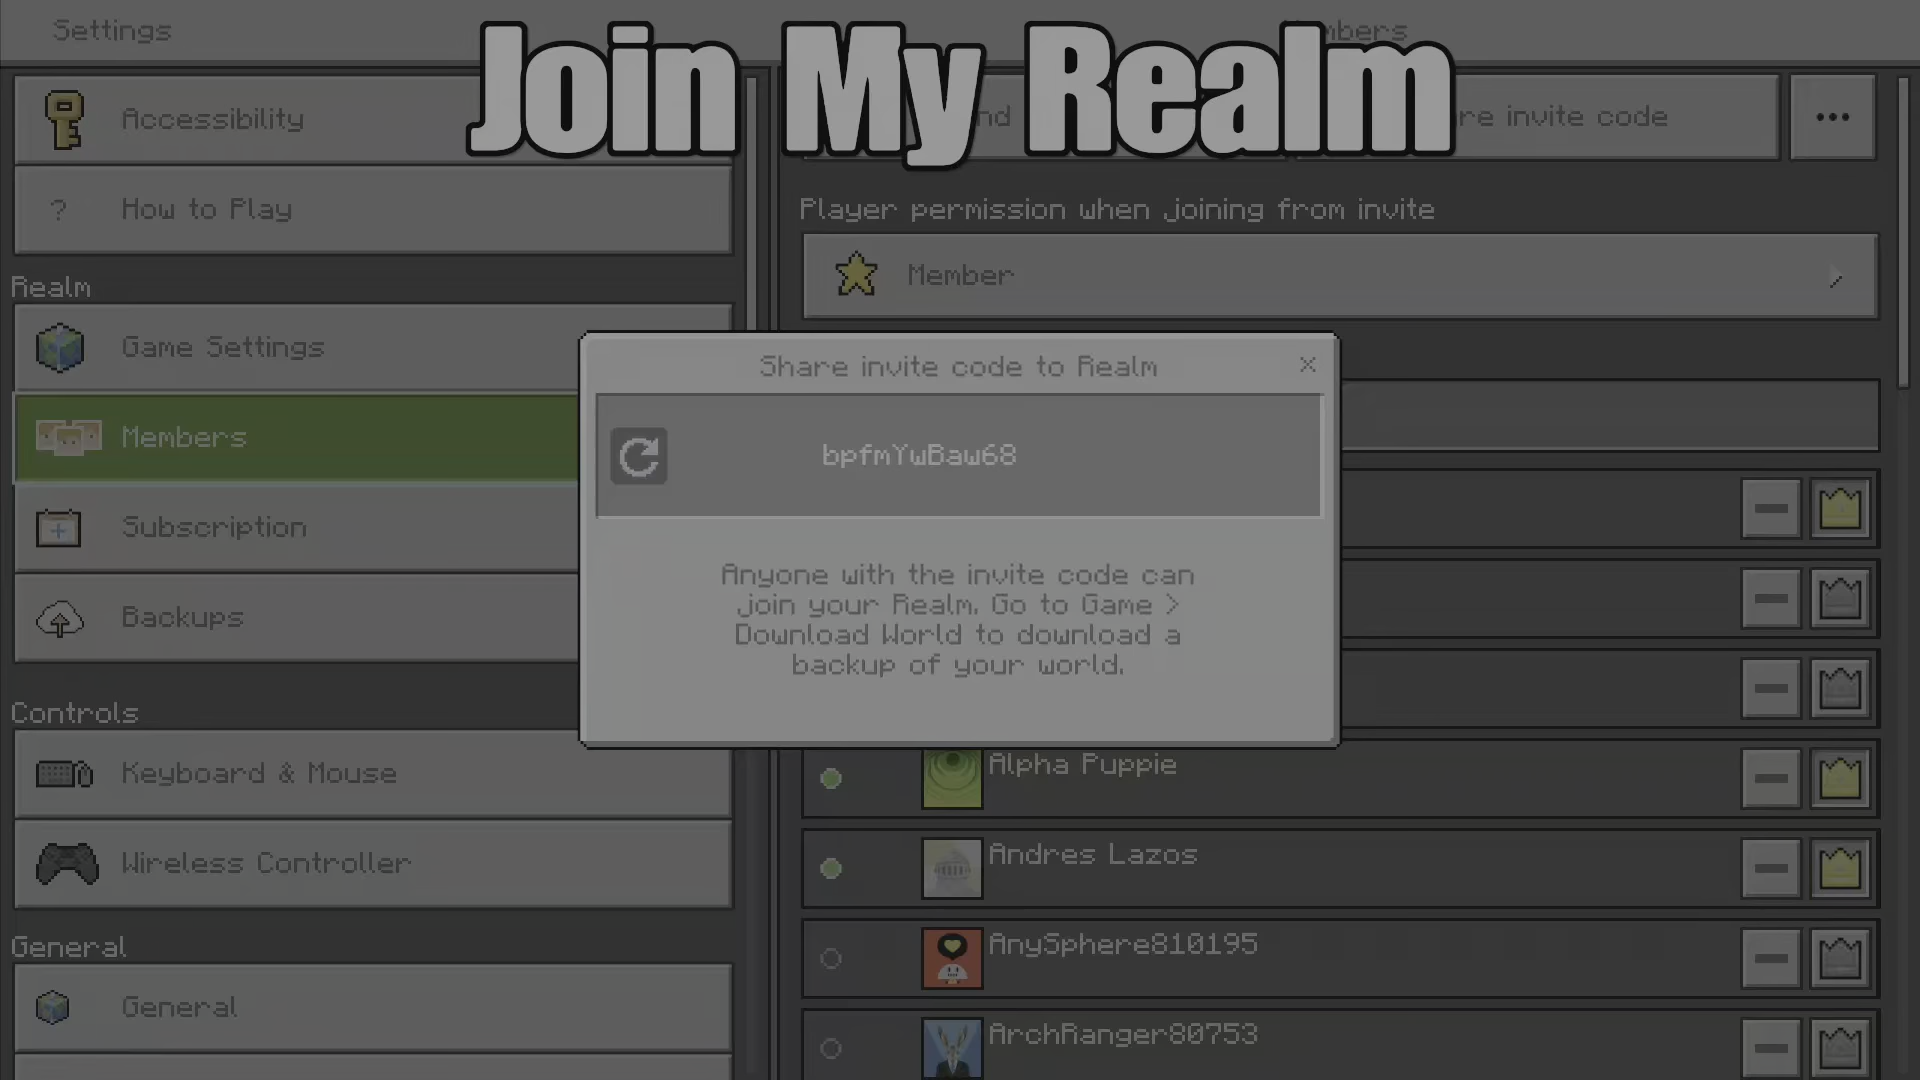 Join My Realm
Settings
Accessibility
How to Play
Realm
Game Settings
Members
Subscription
Backups
Controls
Keyboard & Mouse
Wireless Controller
General
General
invite code
...
Player permission when joining from invite
Member
Share invite code to Realm
bpfmYwBaw68
Anyone with the invite code can
join your Realm. Go to Game >
Download World to download a
backup of your world.
Alpha Puppie
Andres Lazos
AnySphere810195
ArchRanger80753